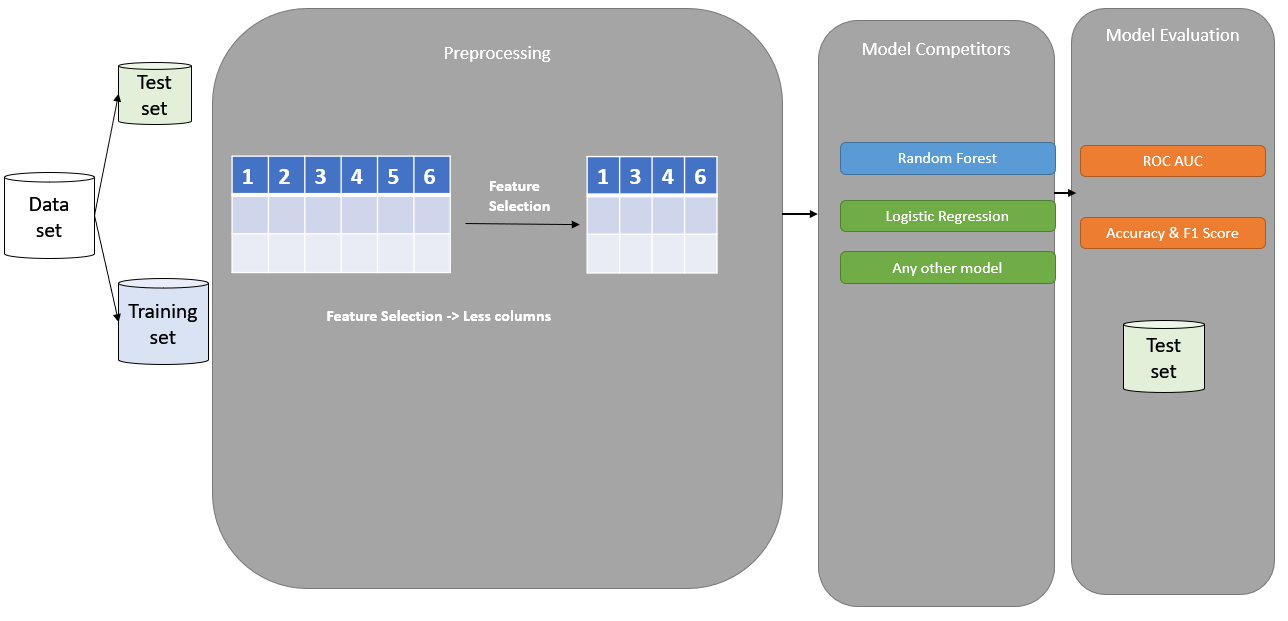 Data
set
Test
set
Training
set
Preprocessing
1 2 3 4 5 6
Feature
Selection
1 3 4 6
Feature Selection -> Less columns
Model Competitors
Random Forest
Logistic Regression
Any other model
Model Evaluation
ROC AUC
Accuracy & F1 Score
Test
set